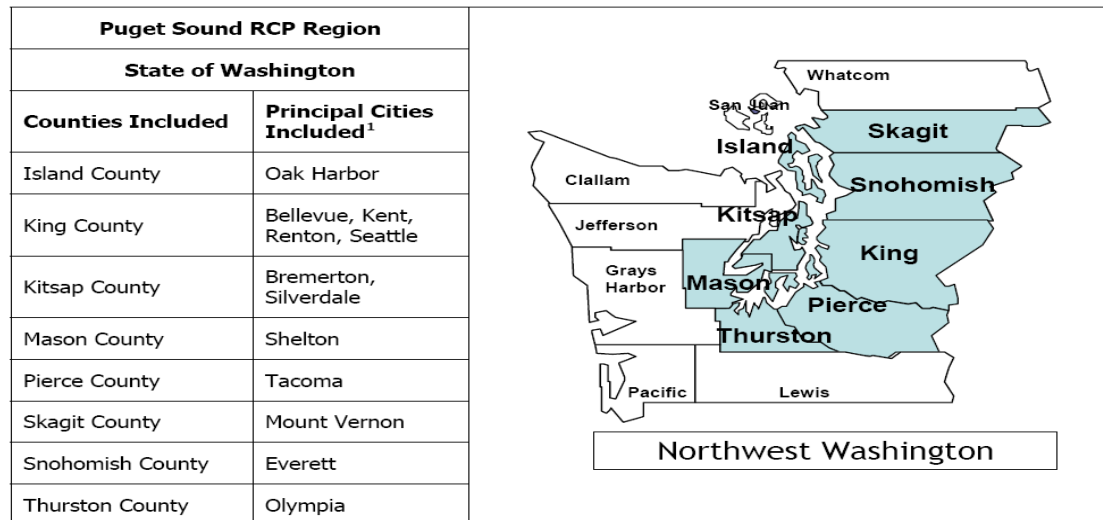 Puget Sound RCP Region
State of Washington
Counties Included
Principal Cities
Included¹
Island County
Oak Harbor
King County
Bellevue, Kent,
Renton, Seattle
Kitsap County
Bremerton,
Silverdale
Mason County
Shelton
Pierce County
Tacoma
Skagit County
Mount Vernon
Snohomish County
Everett
Thurston County
Olympia
Whatcom
San Juan
Skagit
Island
Clallam
Snohomish
Kitsap
Jefferson
King
Grays
Harbor
Mason
Pierce
Thurston
Pacific
Lewis
Northwest Washington